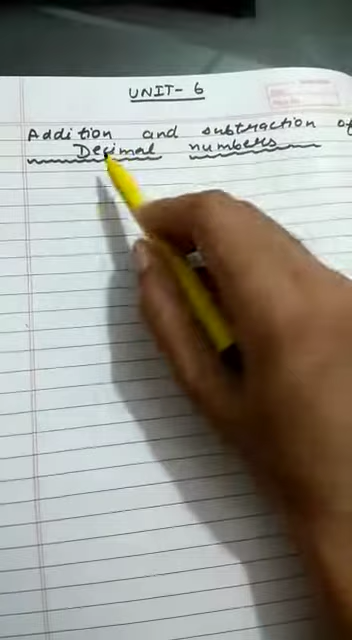 UNIT- 6
Addition and subtraction of
Decimal numbers